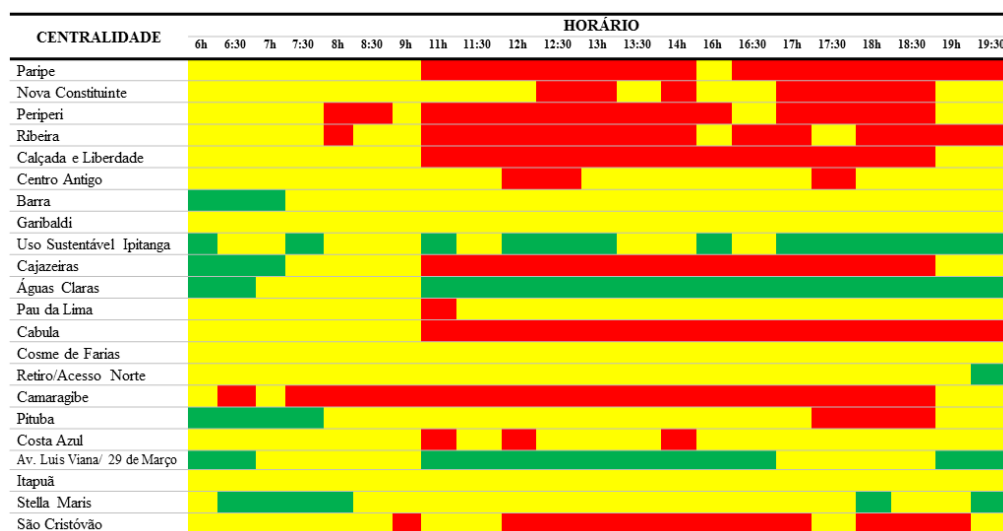 HORÁRIO
CENTRALIDADE
6h 6:30 7h 7:30 8h 8:30 9h 11h 11:30 12h 12:30 13h 13:30 14h 16h 16:30 17h 17:30 18h 18:30 19h 19:30
Paripe
Nova Constituinte
Periperi
Ribeira
Calçada e Liberdade
Centro Antigo
Barra
Garibaldi
Uso Sustentável Ipitanga
Cajazeiras
Águas Claras
Pau da Lima
Cabula
Cosme de Farias
Retiro/Acesso Norte
Camaragibe
Pituba
Costa Azul
Av. Luis Viana/ 29 de Março
Itapuã
Stella Maris
São Cristóvão